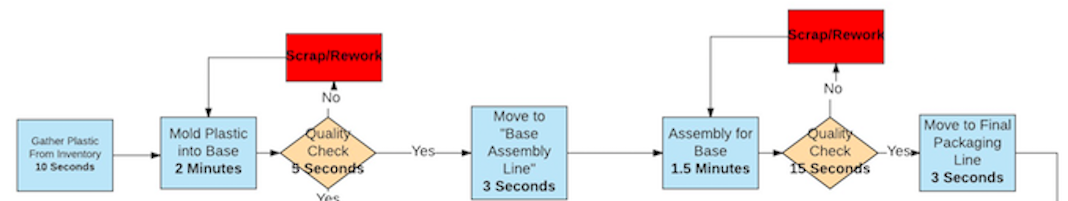 Scrap/Rework
No
Gather Plastic
From Inventory
10 Seconds
Mold Plastic
into Base
2 Minutes
Quality
Check
5 Seconds
Yes
Yes
Move to
"Base
Assembly
Line"
3 Seconds
Scrap/Rework
No
Assembly for
Base
1.5 Minutes
Quality
Check
15 Seconds
Yes
Move to Final
Packaging
Line
3 Seconds